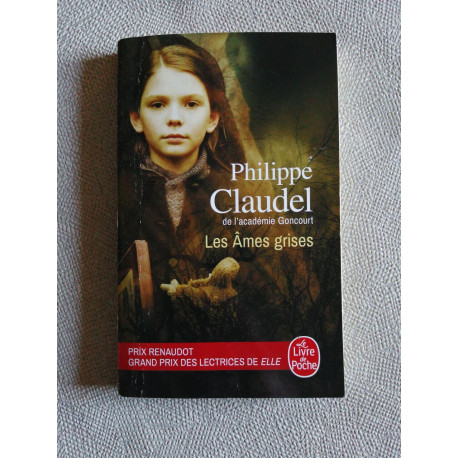 Philippe
Claudel
de l'académie Goncourt
Les Âmes grises
PRIX RENAUDOT
GRAND PRIX DES LECTRICES DE ELLE
Le
Livre
de
Poche